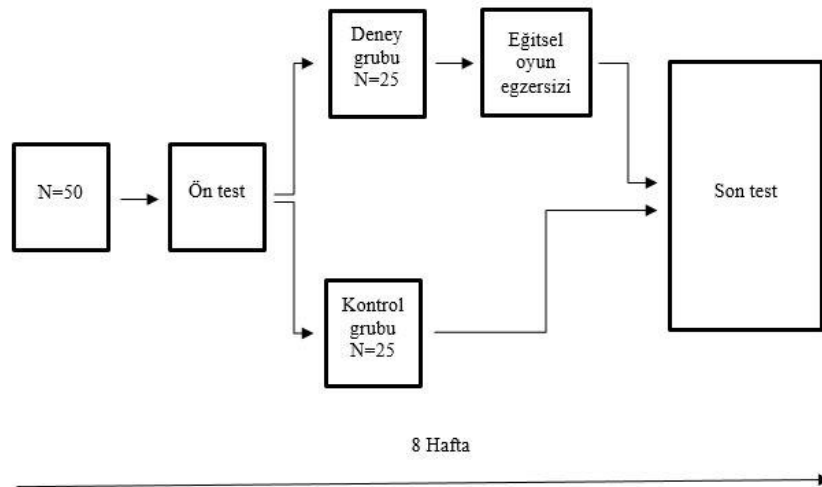 N=50
Ön test
Deney
grubu
N=25
Eğitsel
oyun
egzersizi
Kontrol
grubu
N=25
Son test
8 Hafta